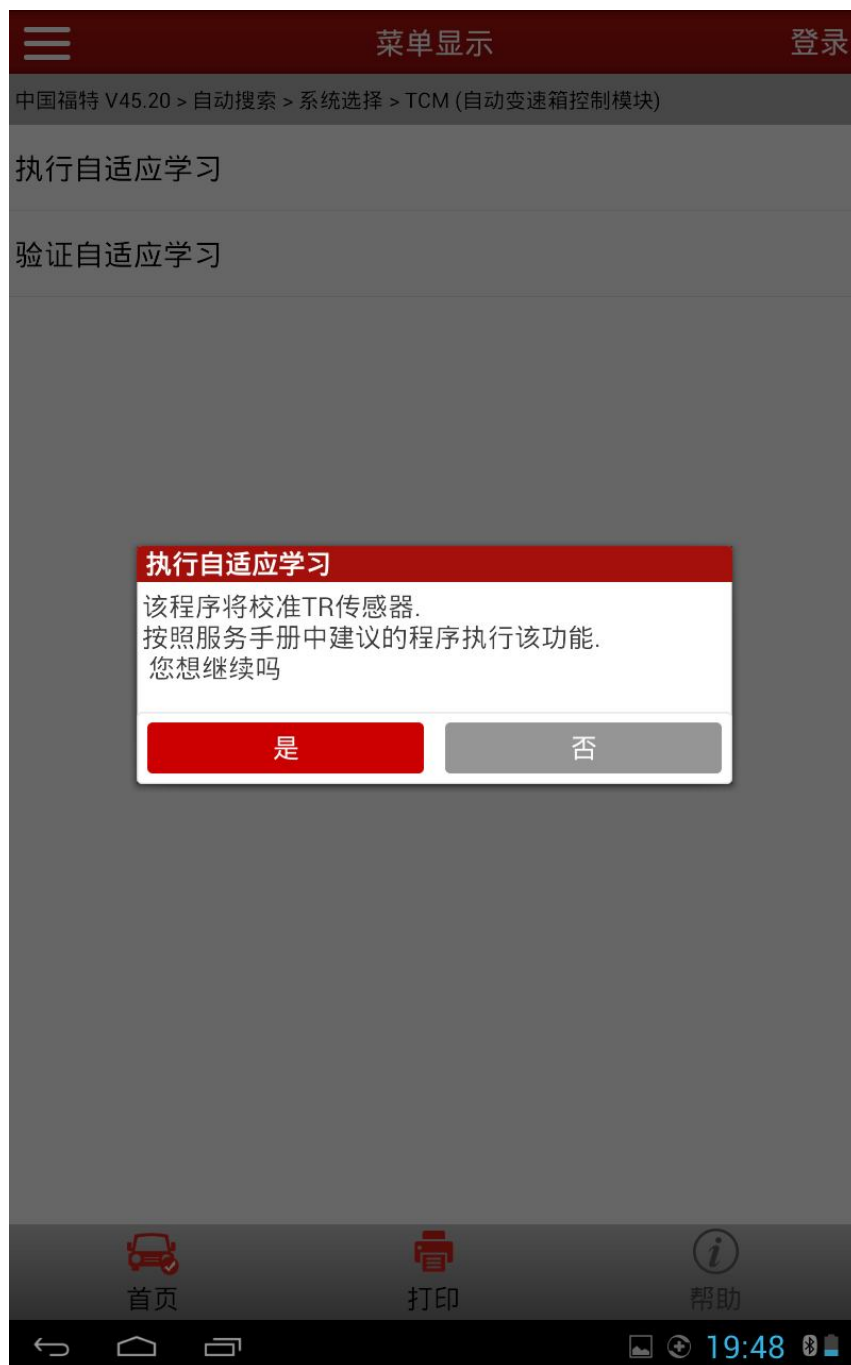 菜单显示
登录
中国福特 V45.20 > 自动搜索 > 系统选择 > TCM (自动变速箱控制模块)
执行自适应学习
验证自适应学习
执行自适应学习
该程序将校准TR传感器.
按照服务手册中建议的程序执行该功能.
您想继续吗
是
否
首页
打印
帮助
19:48